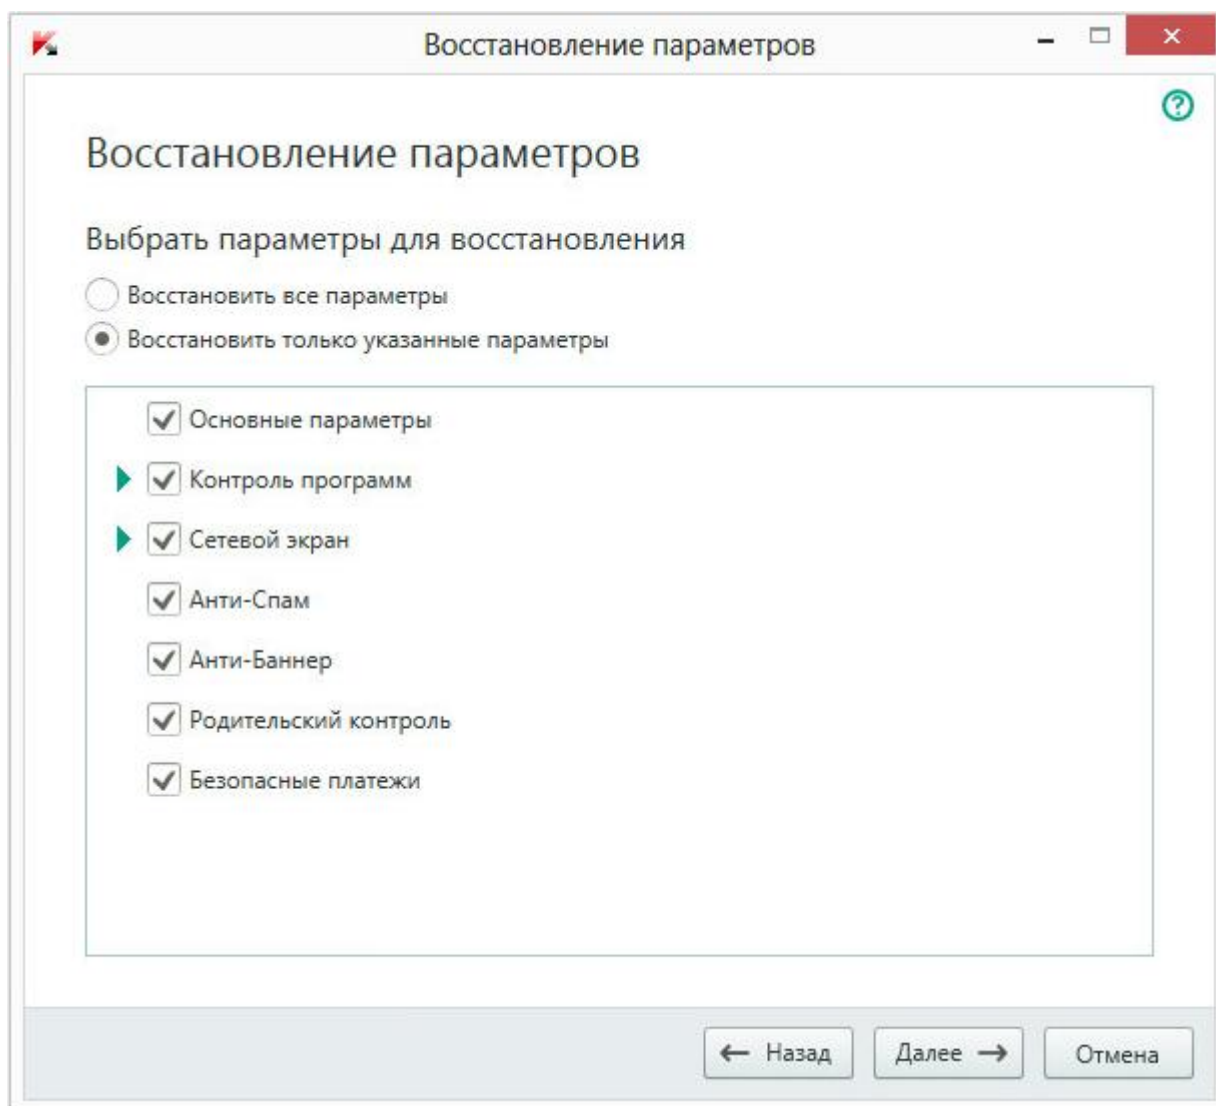 Восстановление параметров
Восстановление параметров
Выбрать параметры для восстановления
Восстановить все параметры
Восстановить только указанные параметры
Основные параметры
Контроль программ
Сетевой экран
Анти-Спам
Анти-Баннер
Родительский контроль
Безопасные платежи
Назад Далее Отмена